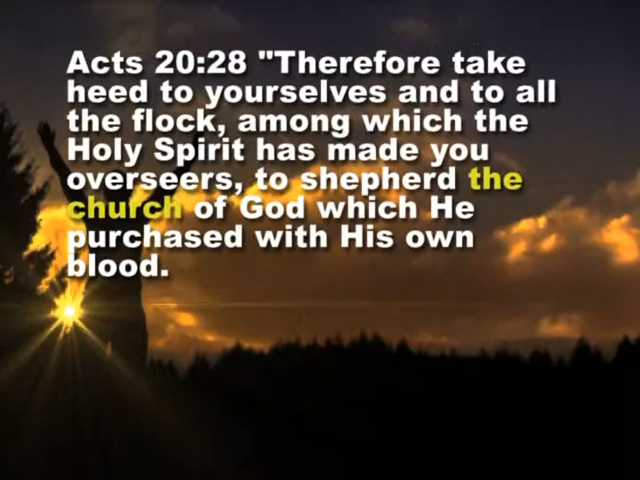 Acts 20:28 "Therefore take
heed to yourselves and to all
the flock, among which the
Holy Spirit has made you
overseers, to shepherd the
church of God which He
purchased with His own
blood.